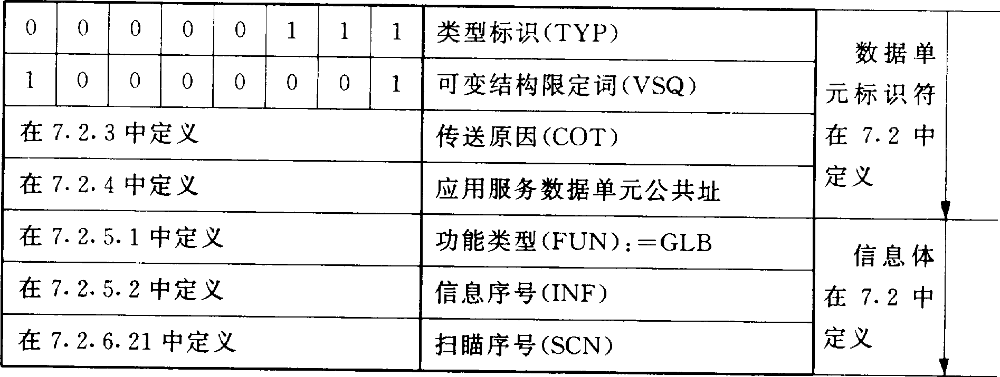 0 0 0 0 0 1 1 1 类型标识(TYP)
1 0 0 0 0 0 0 1 可变结构限定词(VSQ)
在 7.2.3 中定义 传送原因(COT)
在 7.2.4 中定义 应用服务数据单元公共址
在 7.2.5.1 中定义 功能类型(FUN):=GLB
在 7.2.5.2 中定义 信息序号(INF)
在 7.2.6.21 中定义 扫瞄序号(SCN)
数据单
元标识符
在 7.2 中
定义
信息体
在 7.2 中
定义